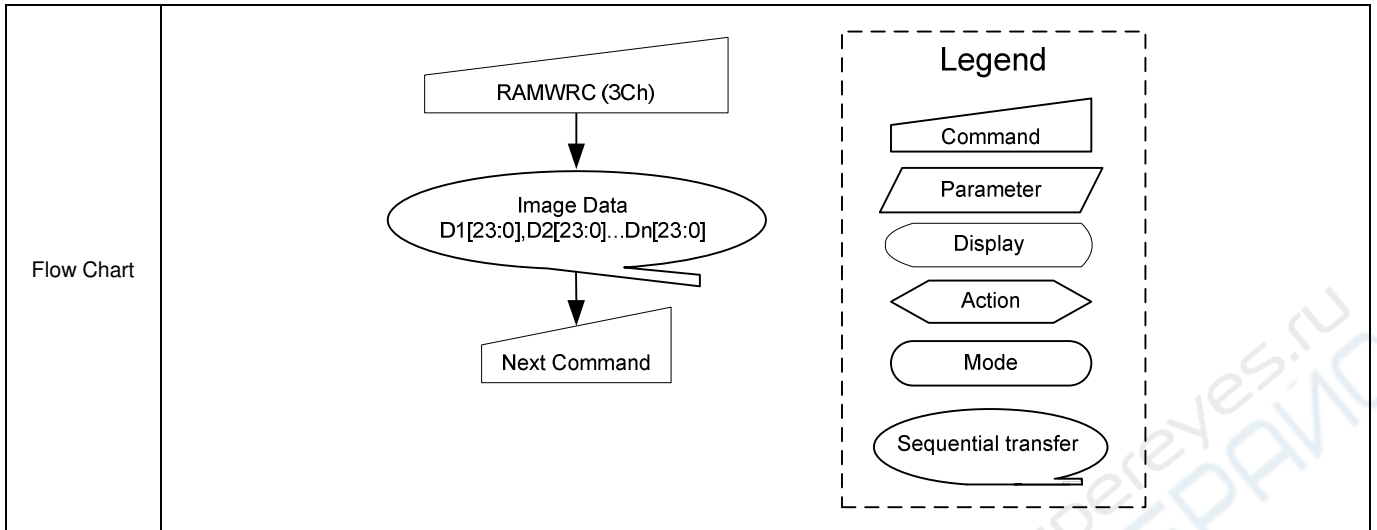 Flow Chart
RAMWRC (3Ch)
Image Data
D1[23:0],D2[23:0]...Dn[23:0]
Next Command
Legend
Command
Parameter
Display
Action
Mode
Sequential transfer